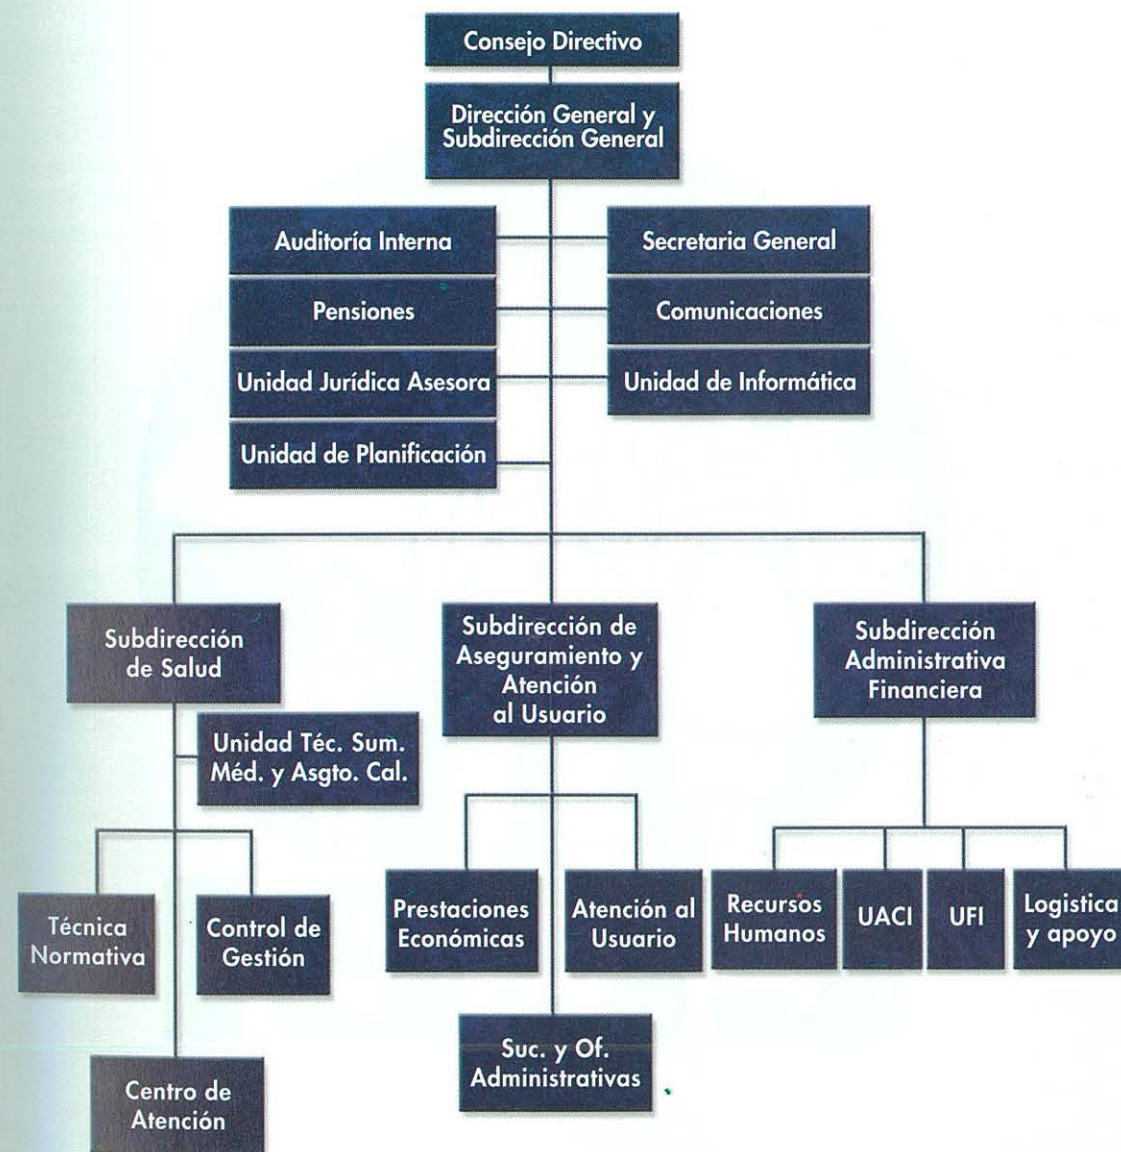 Consejo Directivo
Dirección General y
Subdirección General
Auditoría Interna
Secretaria General
Pensiones
Comunicaciones
Unidad Jurídica Asesora
Unidad de Informática
Unidad de Planificación
Subdirección
de Salud
Subdirección de
Aseguramiento y
Atención
al Usuario
Subdirección
Administrativa
Financiera
Unidad Téc. Sum.
Méd. y Asgto. Cal.
Técnica
Normativa
Control de
Gestión
Prestaciones
Económicas
Atención al
Usuario
Recursos
Humanos
UACI
UFI
Logistica
y apoyo
Centro de
Atención
Suc. y Of.
Administrativas